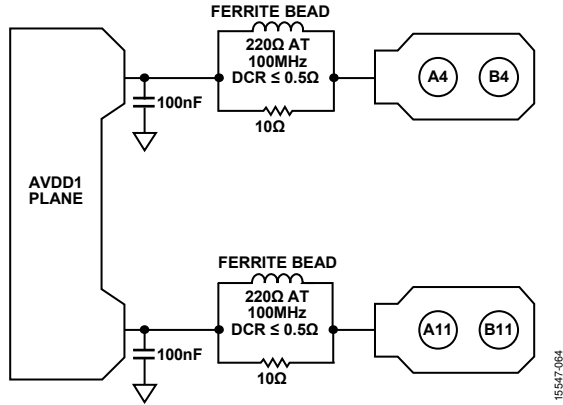 FERRITE BEAD
220Ω AT
100MHz
DCR ≤ 0.5Ω
10Ω
100nF
A4
B4
AVDD1
PLANE
FERRITE BEAD
220Ω AT
100MHz
DCR ≤ 0.5Ω
10Ω
100nF
A11
B11
15547-064